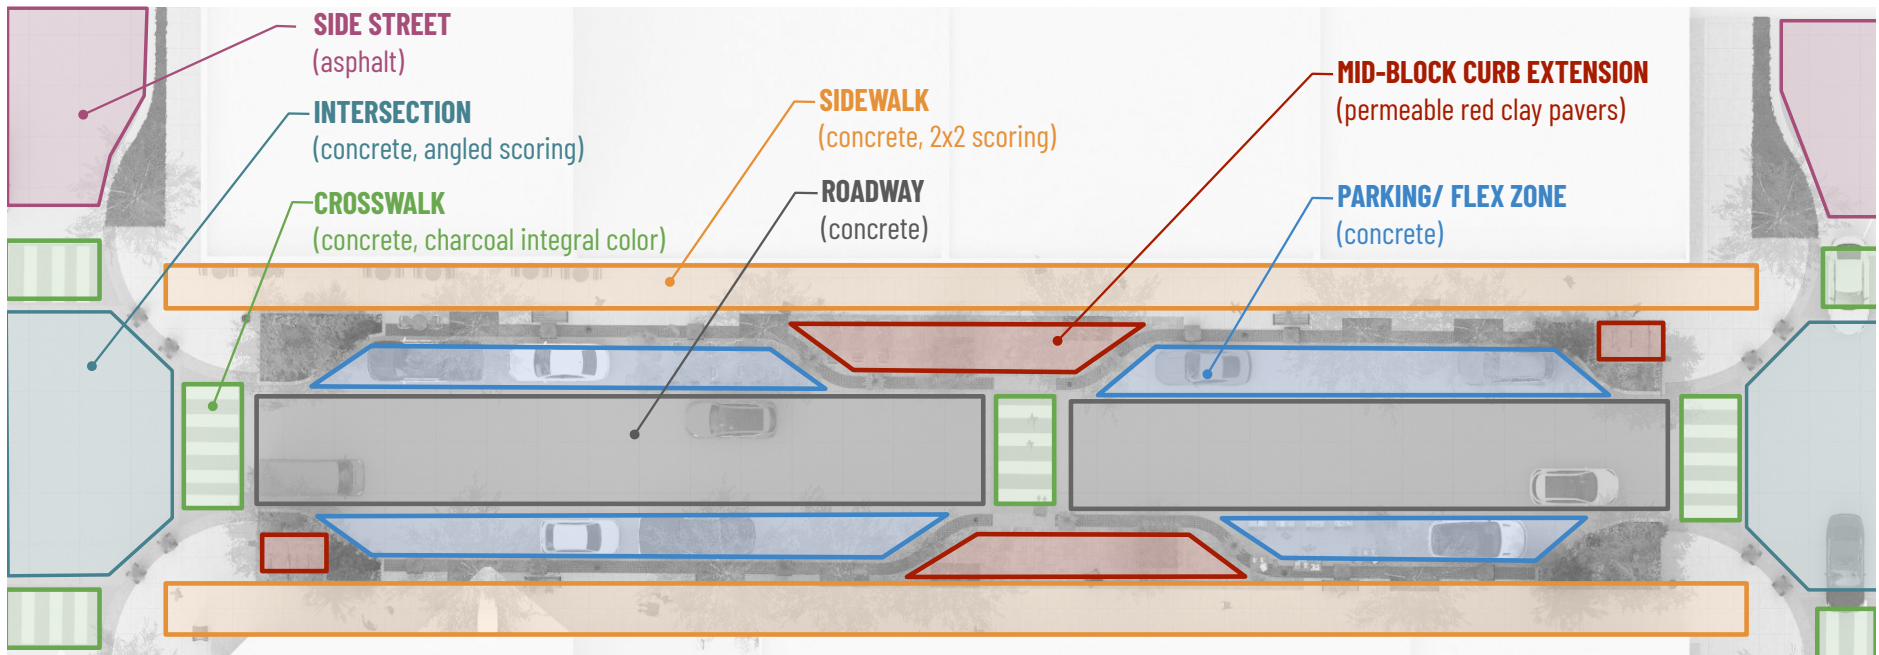 SIDE STREET
(asphalt)
INTERSECTION
(concrete, angled scoring)
CROSSWALK
(concrete, charcoal integral color)
SIDEWALK
(concrete, 2x2 scoring)
ROADWAY
(concrete)
MID-BLOCK CURB EXTENSION
(permeable red clay pavers)
PARKING/ FLEX ZONE
(concrete)